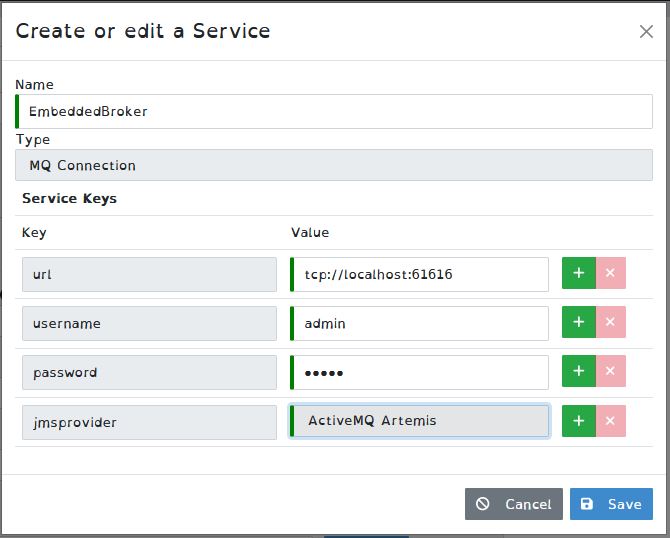 Create or edit a Service
Name
EmbeddedBroker
Type
MQ Connection
Service Keys
Key Value
url tcp://localhost:61616
username admin
password •••••
jmsprovider ActiveMQ Artemis
Cancel Save